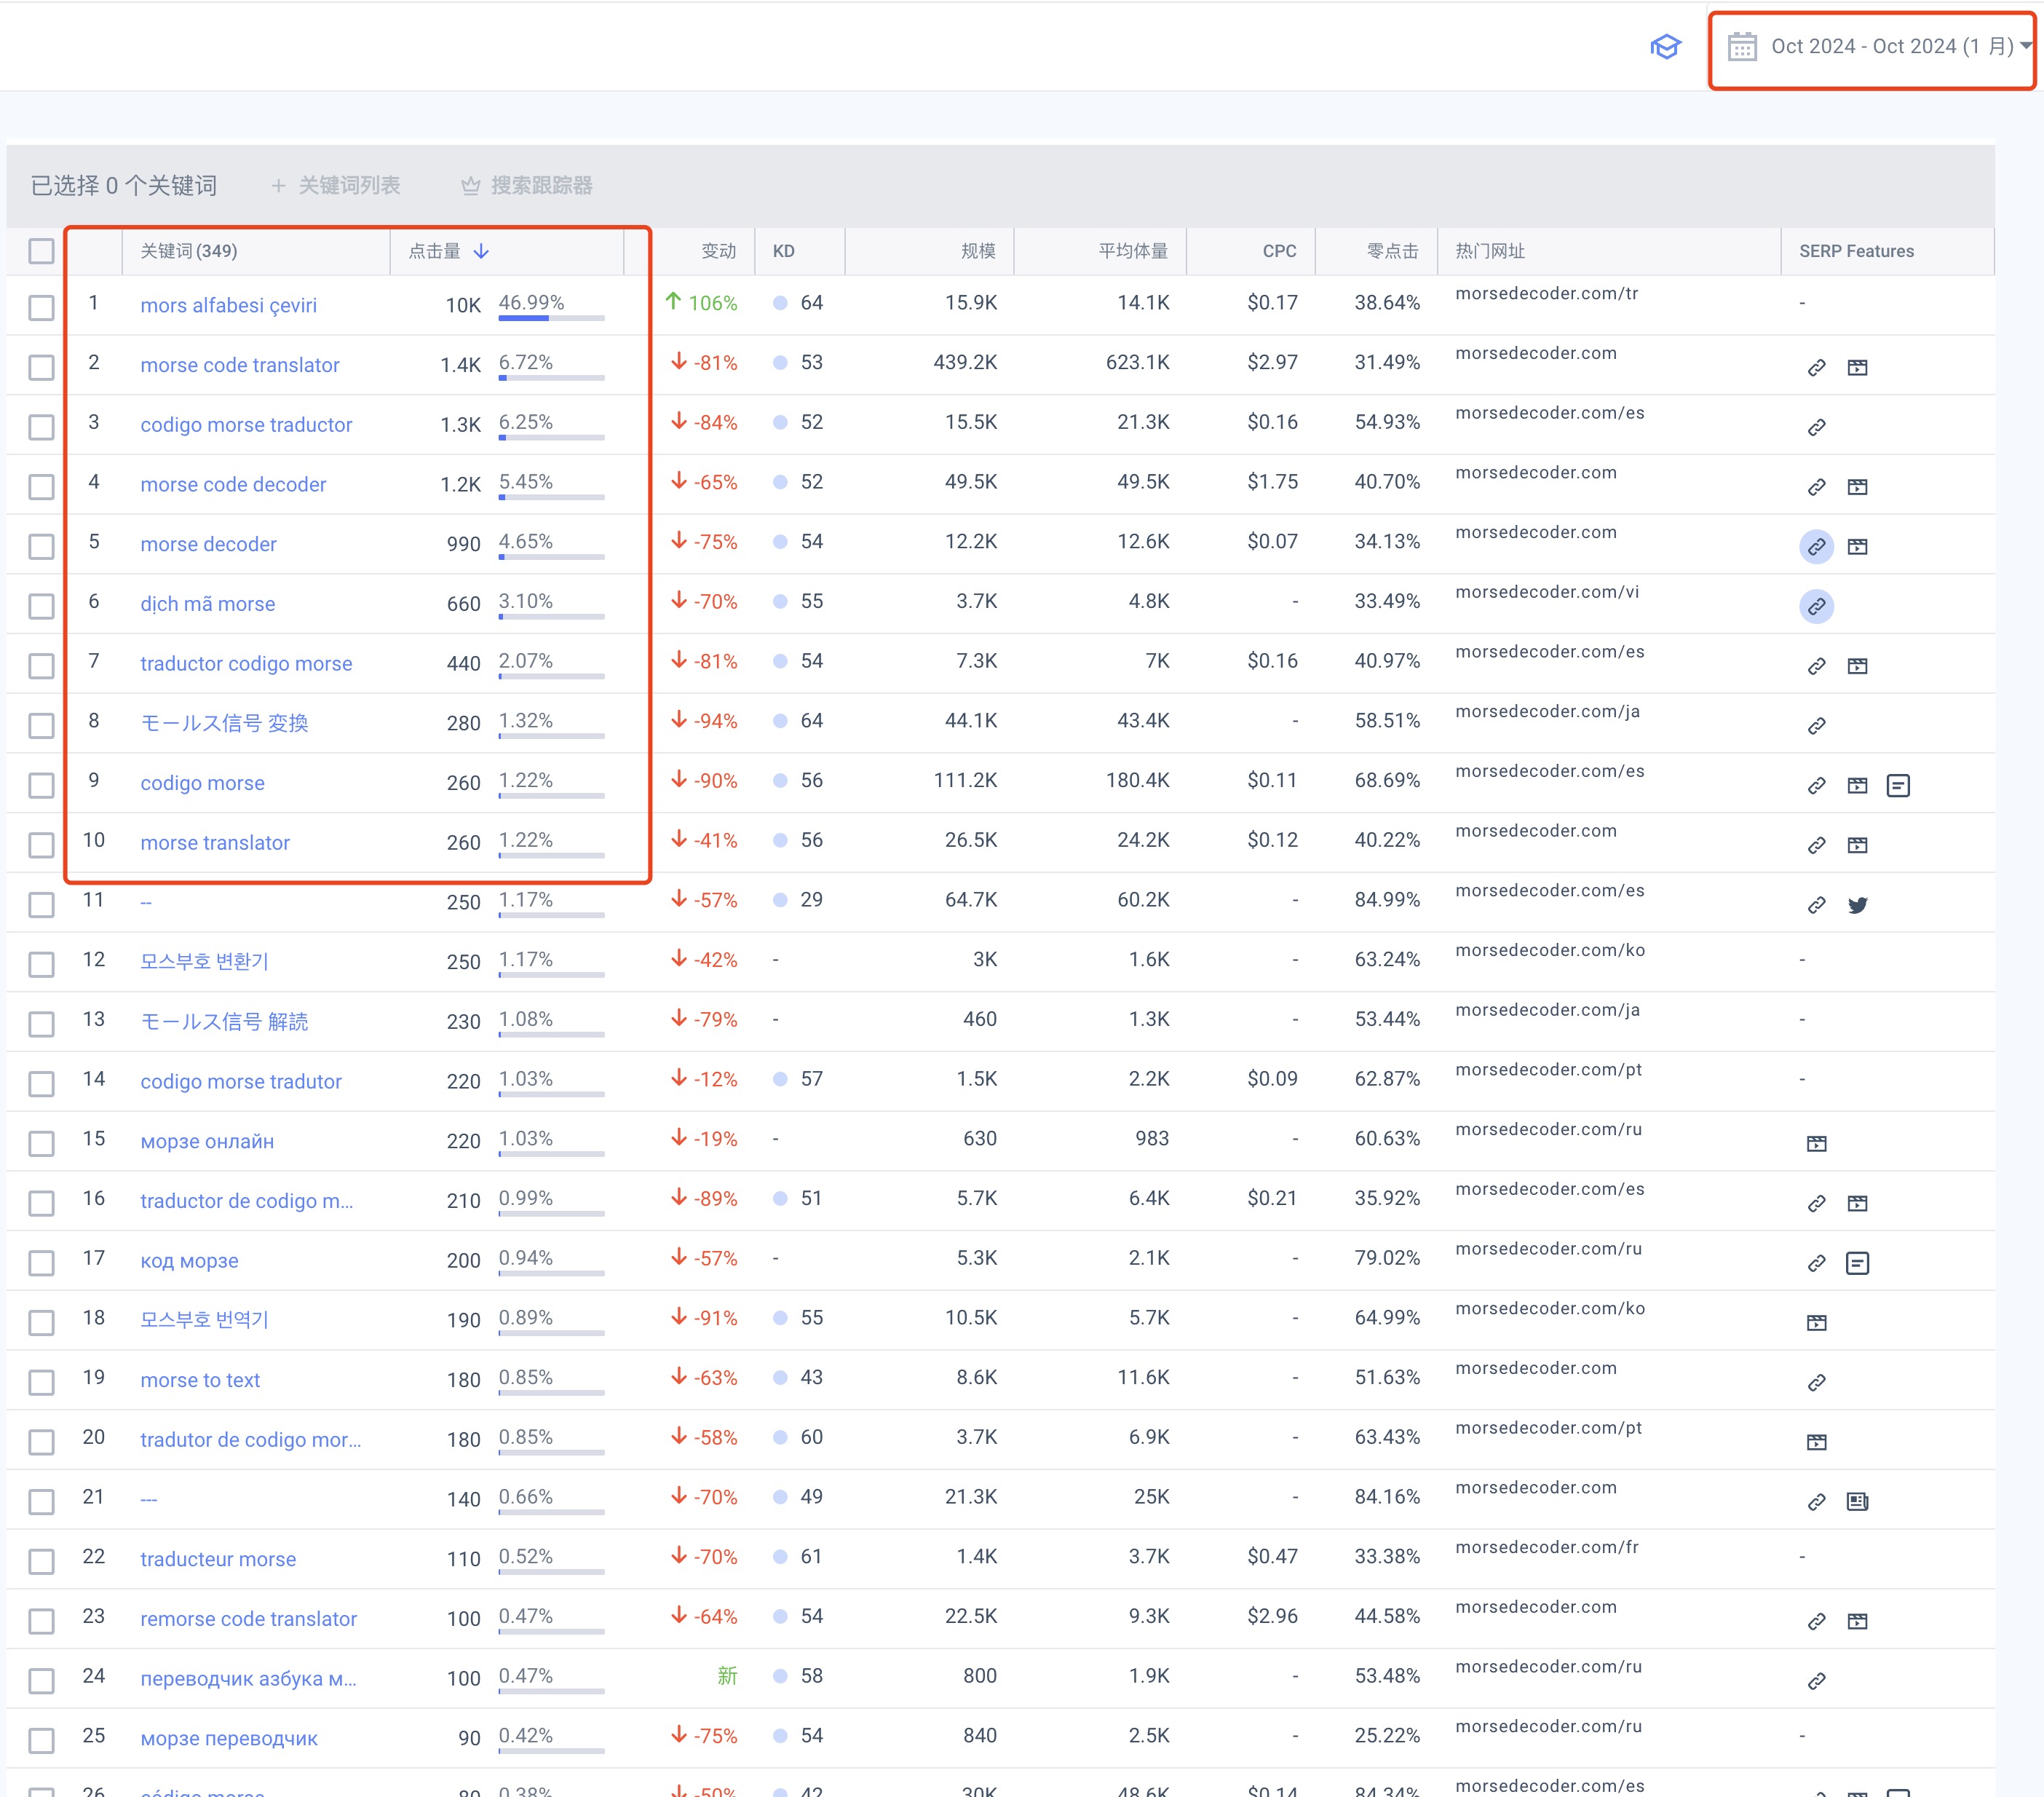 Oct 2024 - Oct 2024 (1 月)
已选择 0 个关键词 + 关键词列表 搜索跟踪器
关键词 (349) 点击量 变动 KD 规模 平均体量 CPC 零点击 热门网址 SERP Features
1 mors alfabesi çeviri 10K 46.99% 106% 64 15.9K 14.1K $0.17 38.64% morsedecoder.com/tr -
2 morse code translator 1.4K 6.72% -81% 53 439.2K 623.1K $2.97 31.49% morsedecoder.com
3 codigo morse traductor 1.3K 6.25% -84% 52 15.5K 21.3K $0.16 54.93% morsedecoder.com/es
4 morse code decoder 1.2K 5.45% -65% 52 49.5K 49.5K $1.75 40.70% morsedecoder.com
5 morse decoder 990 4.65% -75% 54 12.2K 12.6K $0.07 34.13% morsedecoder.com
6 dịch mã morse 660 3.10% -70% 55 3.7K 4.8K - 33.49% morsedecoder.com/vi
7 traductor codigo morse 440 2.07% -81% 54 7.3K 7K $0.16 40.97% morsedecoder.com/es
8 モールス信号 変換 280 1.32% -94% 64 44.1K 43.4K - 58.51% morsedecoder.com/ja
9 codigo morse 260 1.22% -90% 56 111.2K 180.4K $0.11 68.69% morsedecoder.com/es
10 morse translator 260 1.22% -41% 56 26.5K 24.2K $0.12 40.22% morsedecoder.com
11 -- 250 1.17% -57% 29 64.7K 60.2K - 84.99% morsedecoder.com/es
12 모스부호 변환기 250 1.17% -42% - 3K 1.6K - 63.24% morsedecoder.com/ko -
13 モールス信号 解読 230 1.08% -79% - 460 1.3K - 53.44% morsedecoder.com/ja -
14 codigo morse tradutor 220 1.03% -12% 57 1.5K 2.2K $0.09 62.87% morsedecoder.com/pt -
15 морзе онлайн 220 1.03% -19% - 630 983 - 60.63% morsedecoder.com/ru
16 traductor de codigo m... 210 0.99% -89% 51 5.7K 6.4K $0.21 35.92% morsedecoder.com/es
17 код морзе 200 0.94% -57% - 5.3K 2.1K - 79.02% morsedecoder.com/ru
18 모스부호 번역기 190 0.89% -91% 55 10.5K 5.7K - 64.99% morsedecoder.com/ko
19 morse to text 180 0.85% -63% 43 8.6K 11.6K - 51.63% morsedecoder.com
20 tradutor de codigo mor... 180 0.85% -58% 60 3.7K 6.9K - 63.43% morsedecoder.com/pt
21 --- 140 0.66% -70% 49 21.3K 25K - 84.16% morsedecoder.com
22 traducteur morse 110 0.52% -70% 61 1.4K 3.7K $0.47 33.38% morsedecoder.com/fr -
23 remorse code translator 100 0.47% -64% 54 22.5K 9.3K $2.96 44.58% morsedecoder.com
24 переводчик азбука м... 100 0.47% 新 58 800 1.9K - 53.48% morsedecoder.com/ru
25 морзе переводчик 90 0.42% -75% 54 840 2.5K - 25.22% morsedecoder.com/ru -
26 código morse 80 0.38% -50% 42 30K 48.6K $0.14 84.34% morsedecoder.com/es